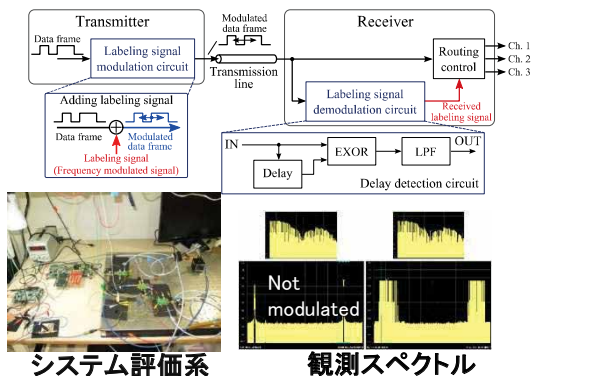 Transmitter
Data frame
Labeling signal
modulation circuit
Modulated
data frame
Transmission
line
Receiver
Labeling signal
demodulation circuit
Routing
control
Ch. 1
Ch. 2
Ch. 3
Received
labeling signal
Adding labeling signal
Data frame
Modulated
data frame
Labeling signal
(Frequency modulated signal)
IN
Delay
EXOR
LPF
OUT
Delay detection circuit
Not
modulated
システム評価系
観測スペクトル